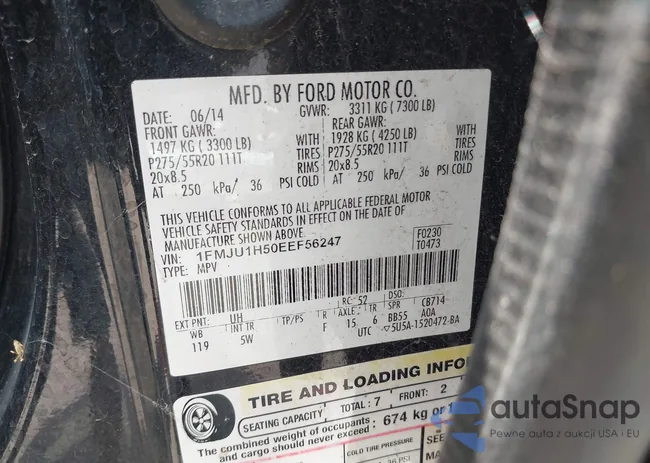 MFD. BY FORD MOTOR CO.
DATE: 06/14 GVWR: 3311 KG ( 7300 LB)
FRONT GAWR: REAR GAWR:
1497 KG ( 3300 LB) WITH 1928 KG ( 4250 LB) WITH
P275/55R20 111T TIRES P275/55R20 111T TIRES
20x8.5 RIMS 20x8.5 RIMS
AT 250 kPa/ 36 PSI COLD AT 250 kPa/ 36 PSI COLD
THIS VEHICLE CONFORMS TO ALL APPLICABLE FEDERAL MOTOR
VEHICLE SAFETY STANDARDS IN EFFECT ON THE DATE OF
MANUFACTURE SHOWN ABOVE.
VIN: 1FMJU1H50EEF56247 F0230
TYPE: MPV T0473
EXT PNT: UH RC: 52 DSO:
WB INT TR TP/PS R AXLE TR SPR CB714
119 5W F 15 6 BB55 A0A
UTC ▽5U5A-1520472-BA
TIRE AND LOADING INFO
SEATING CAPACITY TOTAL: 7 FRONT: 2
The combined weight of occupants
cargo should never exceed: 674 kg or
COLD TIRE PRESSURE
36 PSI
autaSnap
Pewne auta z aukcji USA i EU